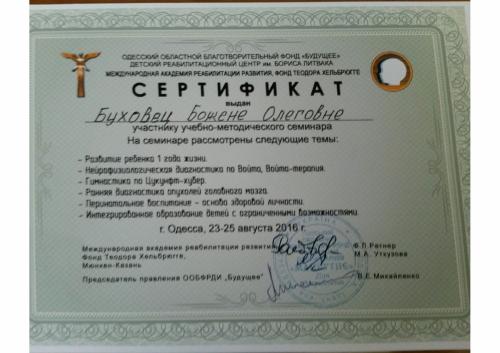 ОДЕССКИЙ ОБЛАСТНОЙ БЛАГОТВОРИТЕЛЬНЫЙ ФОНД «БУДУЩЕЕ»
ДЕТСКИЙ РЕАБИЛИТАЦИОННЫЙ ЦЕНТР им. БОРИСА ЛИТВАКА
МЕЖДУНАРОДНАЯ АКАДЕМИЯ РЕАБИЛИТАЦИИ РАЗВИТИЯ, ФОНД ТЕОДОРА ХЕЛЬБРЮГГЕ
СЕРТИФИКАТ
выдан
Буховец Божене Олеговне
участнику учебно-методического семинара
На семинаре рассмотрены следующие темы:
- Развитие ребенка 1 года жизни.
- Нейрофизиологическая диагностика по Войта, Войта-терапия.
- Гимнастика по Цукунфт-хубер.
- Ранняя диагностика опухолей головного мозга.
- Перинатальное воспитание - основа здоровой личности.
- Интегрированное образование детей с ограниченными возможностями.
г. Одесса, 23-25 августа 2016 г.
Международная академия реабилитации развития Ф.Л.Ратнер
Фонд Теодора Хельбрюгге, М.А. Уткузова
Мюнхен-Казань
Председатель правления ООБФРДИ „Будущее" В.Е.Михайленко